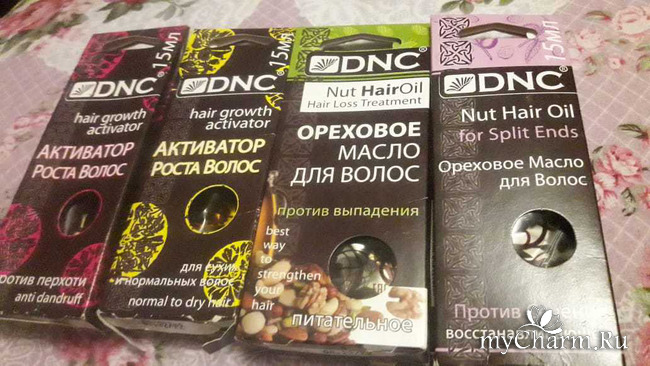 15мл
DNC®
hair growth
activator
АКТИВАТОР
РОСТА ВОЛОС
против перхоти
anti dandruff
15мл
DNC®
hair growth
activator
АКТИВАТОР
РОСТА ВОЛОС
для сухих
и нормальных волос
normal to dry hair
DNC®
Nut HairOil
Hair Loss Treatment
ОРЕХОВОЕ
МАСЛО
ДЛЯ ВОЛОС
против выпадения
best
way to
strengthen
your
hair
питательное
15мл
DNC®
Nut Hair Oil
for Split Ends
Ореховое Масло
для Волос
Против
myCharm.Ru